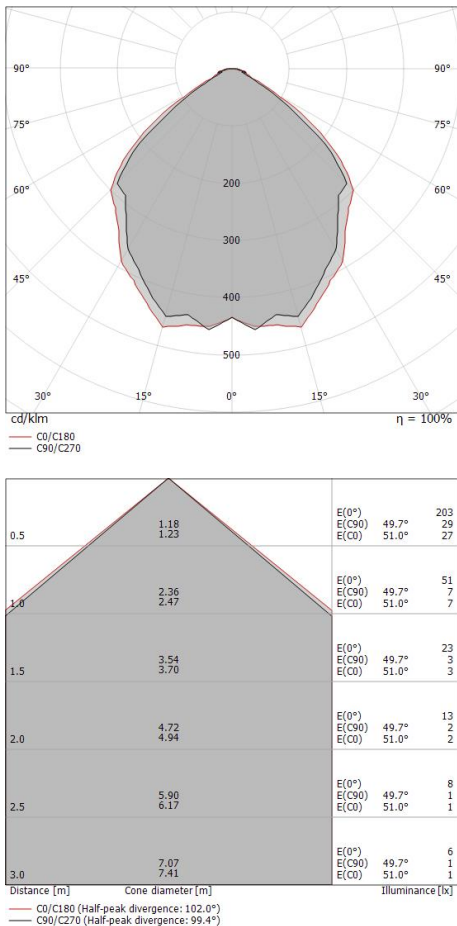 90° 90°
75° 75°
60° 60°
45° 45°
200
300
400
500
30° 15° 0° 15° 30°
cd/klm η = 100%
C0/C180
C90/C270
0.5 1.18 1.23 E(0°) 203
E(C90) 49.7° 29
E(C0) 51.0° 27
1.0 2.36 2.47 E(0°) 51
E(C90) 49.7° 7
E(C0) 51.0° 7
1.5 3.54 3.70 E(0°) 23
E(C90) 49.7° 3
E(C0) 51.0° 3
2.0 4.72 4.94 E(0°) 13
E(C90) 49.7° 2
E(C0) 51.0° 2
2.5 5.90 6.17 E(0°) 8
E(C90) 49.7° 1
E(C0) 51.0° 1
3.0 7.07 7.41 E(0°) 6
E(C90) 49.7° 1
E(C0) 51.0° 1
Distance [m] Cone diameter [m] Illuminance [lx]
C0/C180 (Half-peak divergence: 102.0°)
C90/C270 (Half-peak divergence: 99.4°)